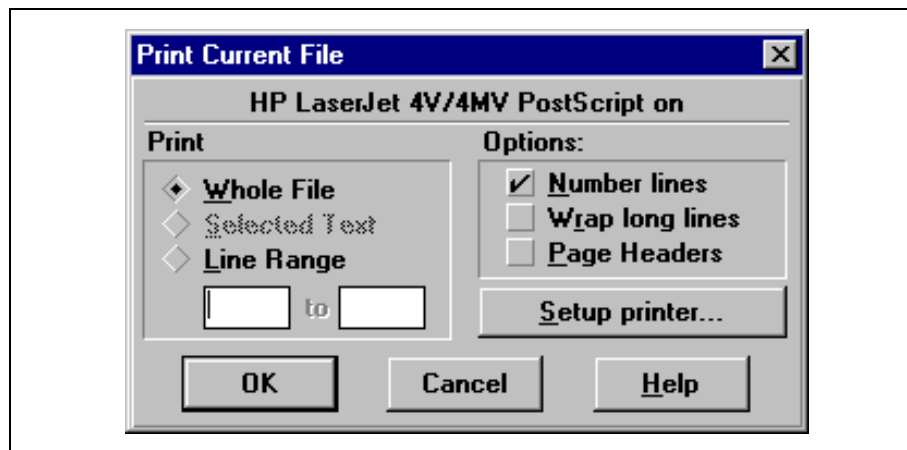 Print Current File
HP LaserJet 4V/4MV PostScript on
Print
Whole File
Selected Text
Line Range
to
Options:
Number lines
Wrap long lines
Page Headers
Setup printer...
OK Cancel Help